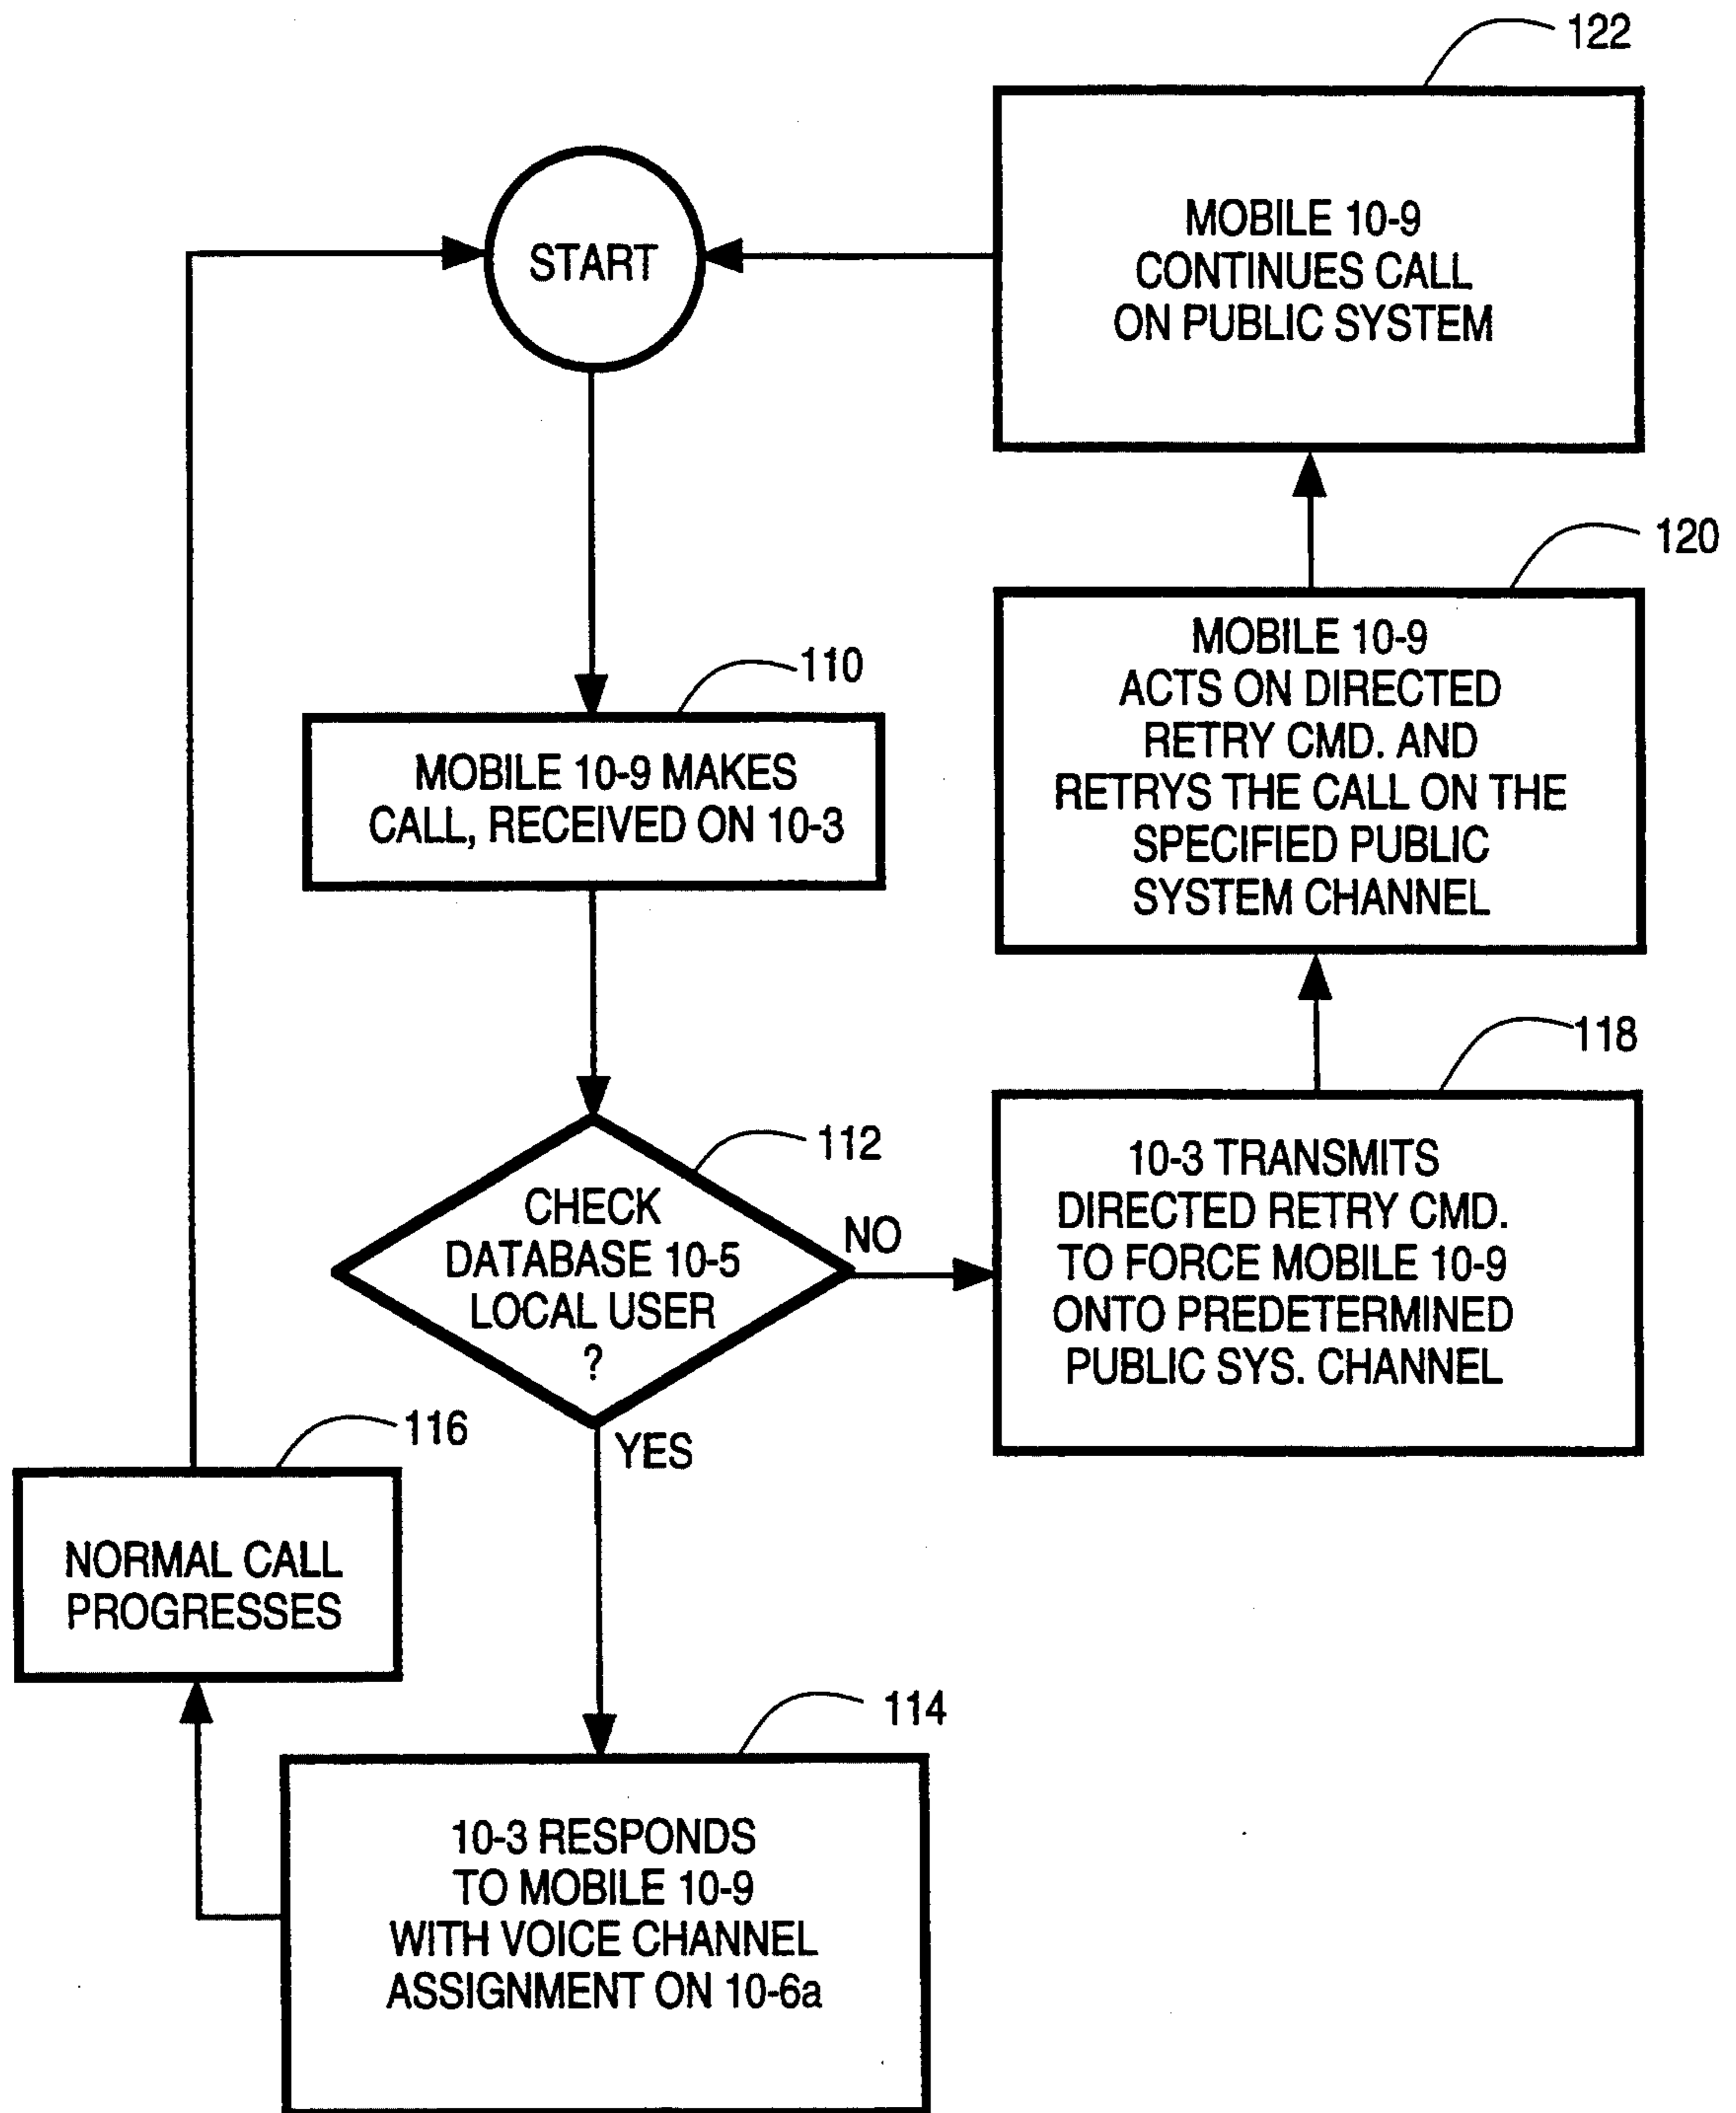 122
MOBILE 10-9
CONTINUES CALL
ON PUBLIC SYSTEM
START
120
MOBILE 10-9
ACTS ON DIRECTED
RETRY CMD. AND
RETRYS THE CALL ON THE
SPECIFIED PUBLIC
SYSTEM CHANNEL
110
MOBILE 10-9 MAKES
CALL, RECEIVED ON 10-3
118
10-3 TRANSMITS
DIRECTED RETRY CMD.
TO FORCE MOBILE 10-9
ONTO PREDETERMINED
PUBLIC SYS. CHANNEL
112
CHECK
DATABASE 10-5
LOCAL USER
?
NO
YES
116
NORMAL CALL
PROGRESSES
114
10-3 RESPONDS
TO MOBILE 10-9
WITH VOICE CHANNEL
ASSIGNMENT ON 10-6a